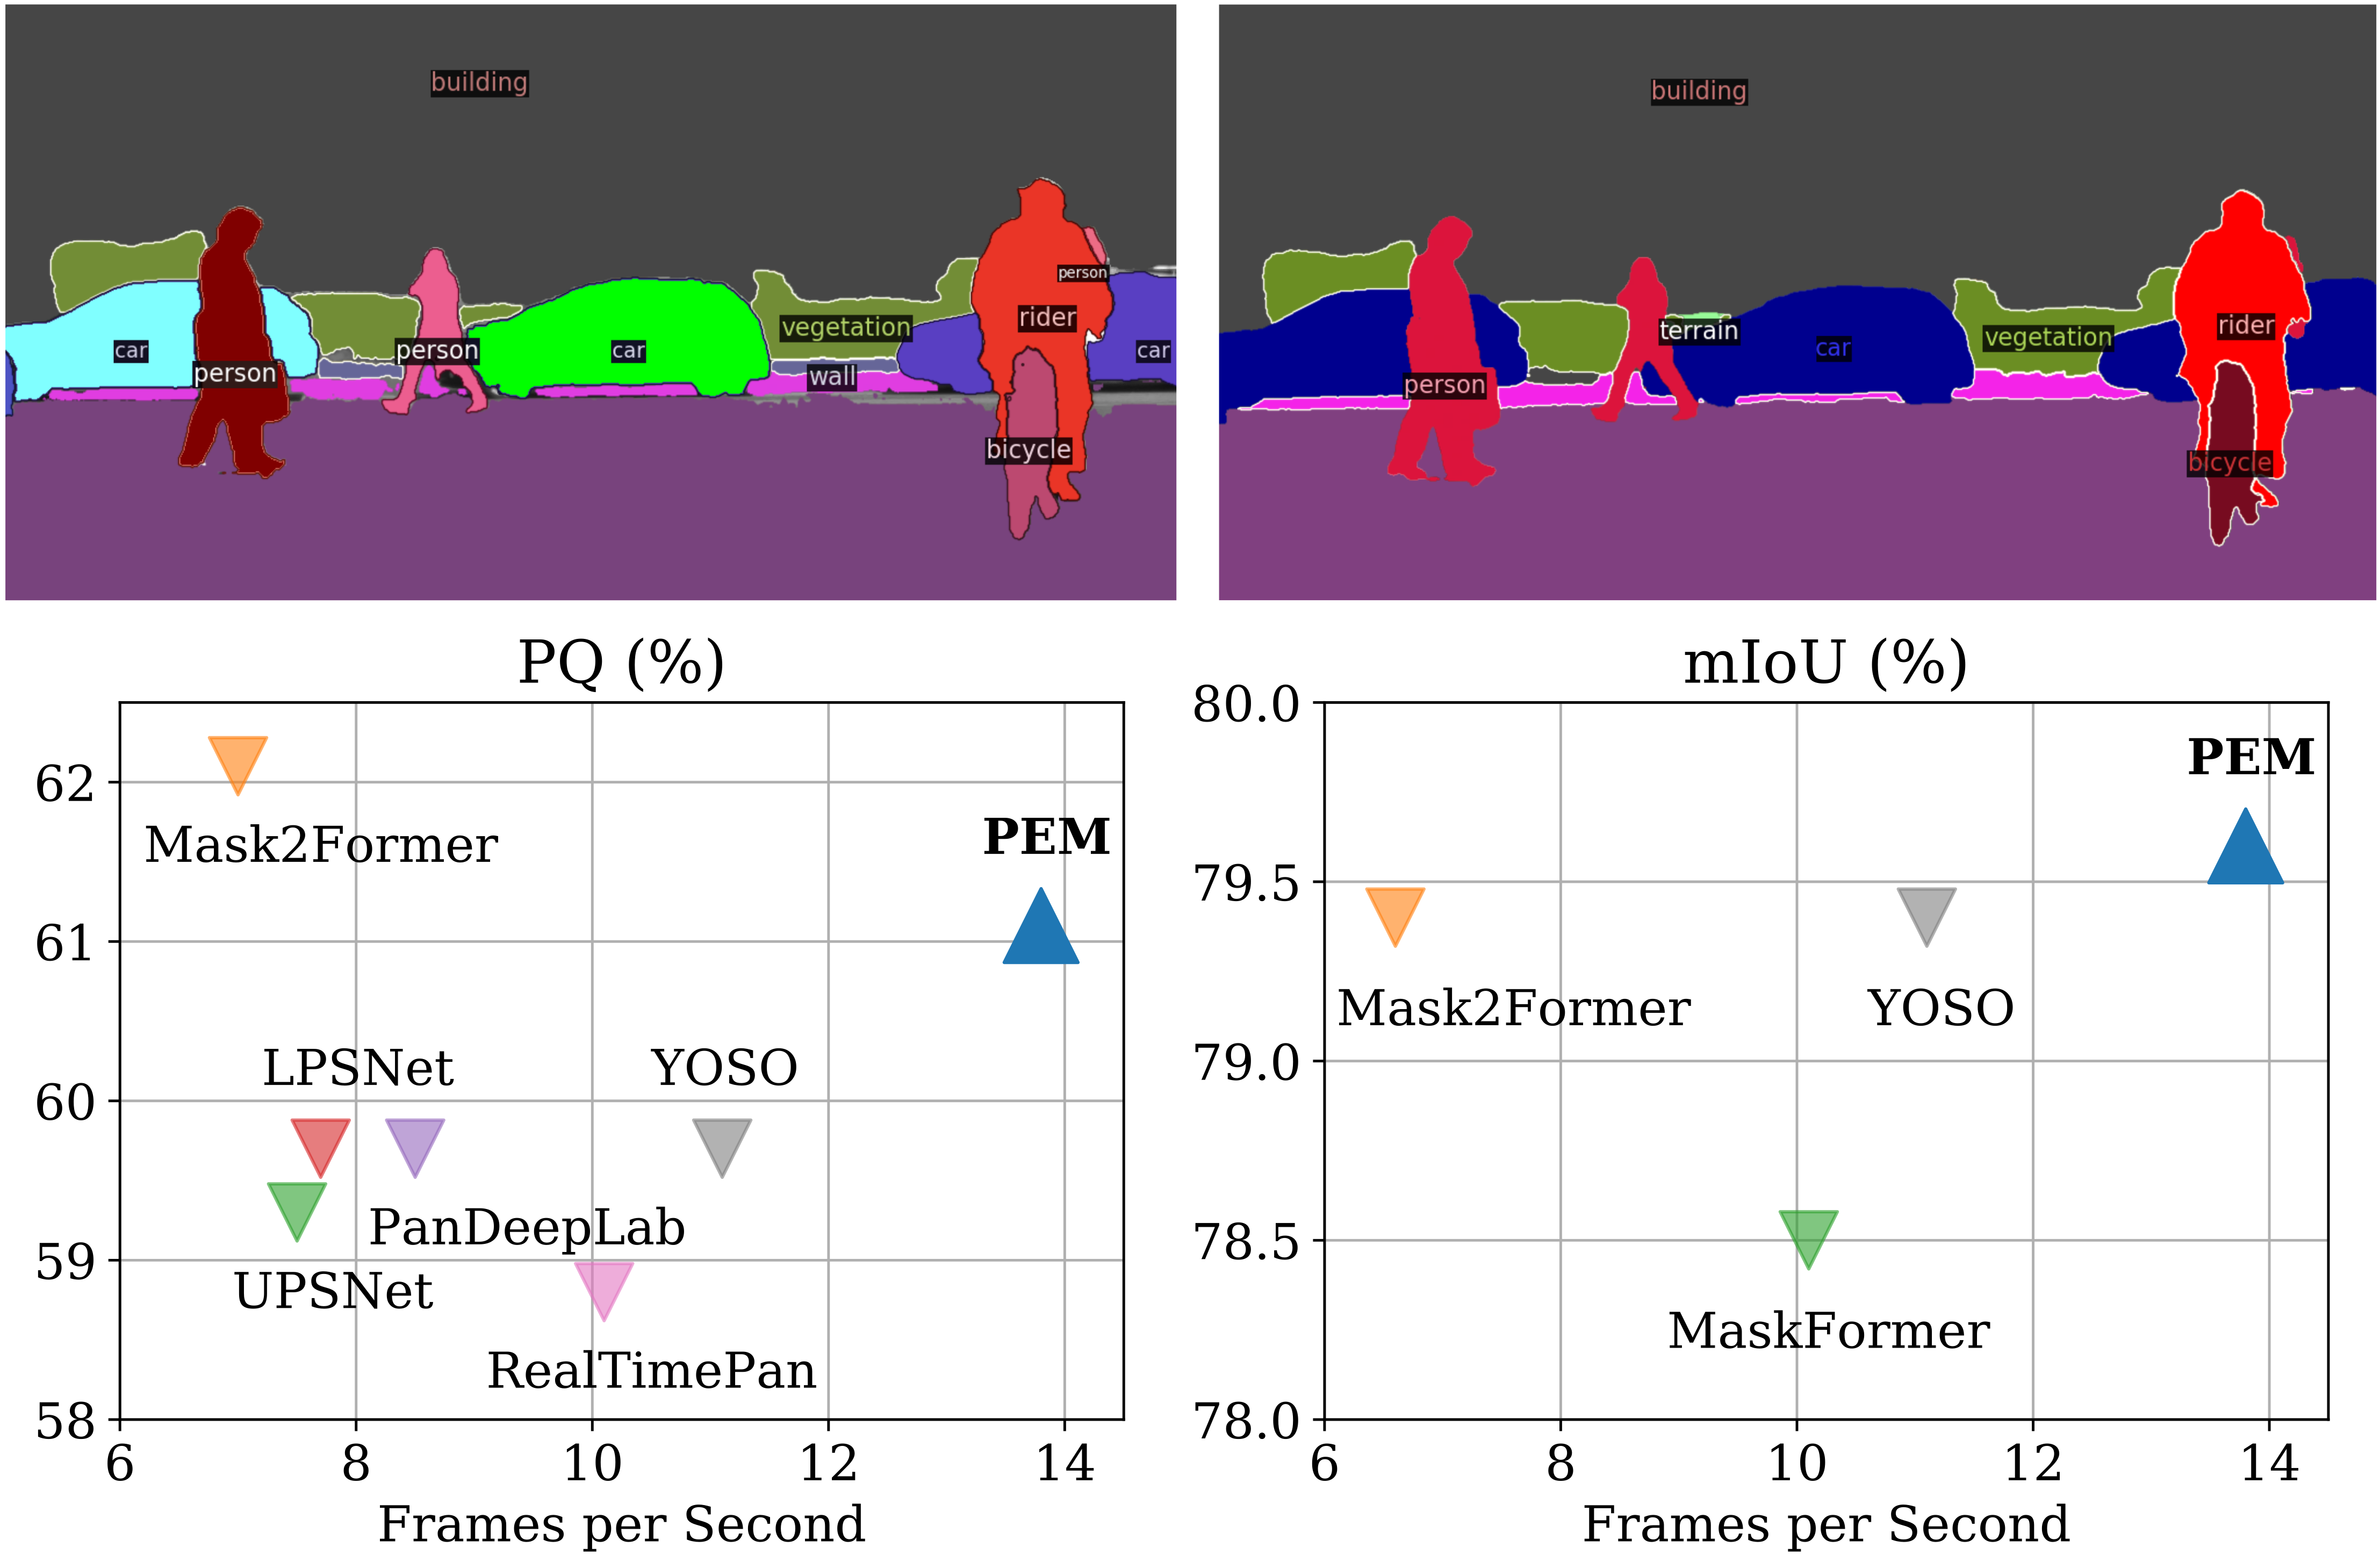 building
person
rider
vegetation
car
person
car
car
person
wall
bicycle
building
rider
terrain
vegetation
car
person
bicycle
PQ (%)
62
61
60
59
58
6 8 10 12 14
Mask2Former
PEM
LPSNet
YOSO
PanDeepLab
UPSNet
RealTimePan
Frames per Second
mIoU (%)
80.0
79.5
79.0
78.5
78.0
6 8 10 12 14
PEM
Mask2Former
YOSO
MaskFormer
Frames per Second